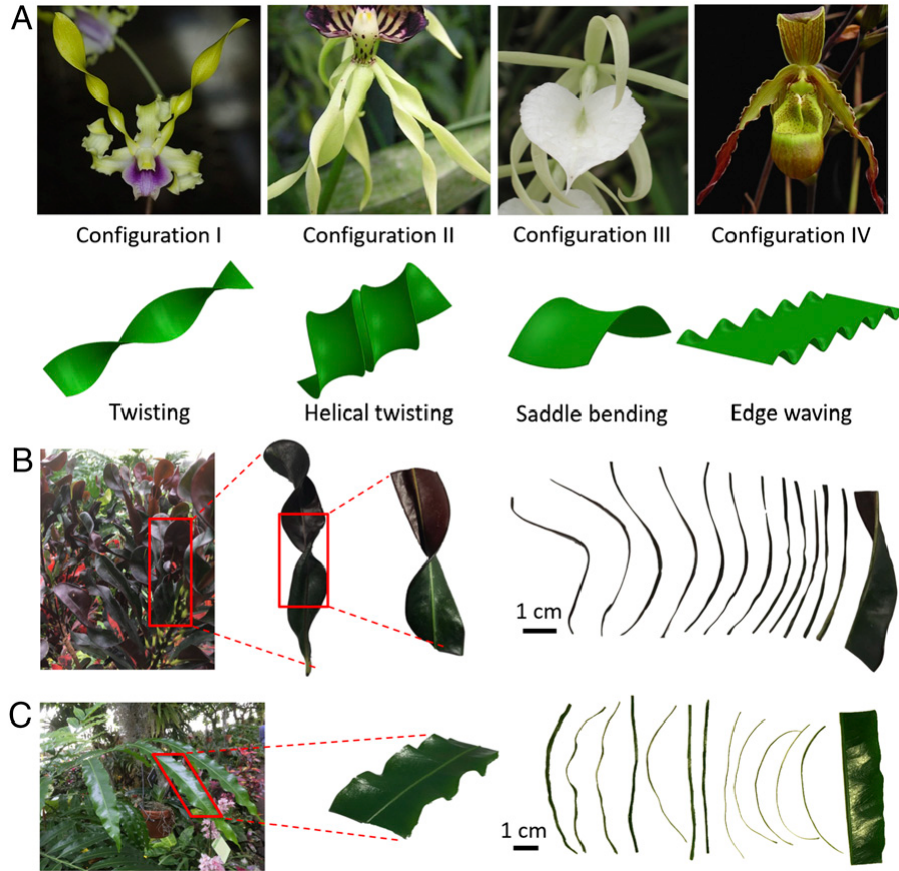 A
Configuration I
Configuration II
Configuration III
Configuration IV
Twisting
Helical twisting
Saddle bending
Edge waving
B
1 cm
C
1 cm